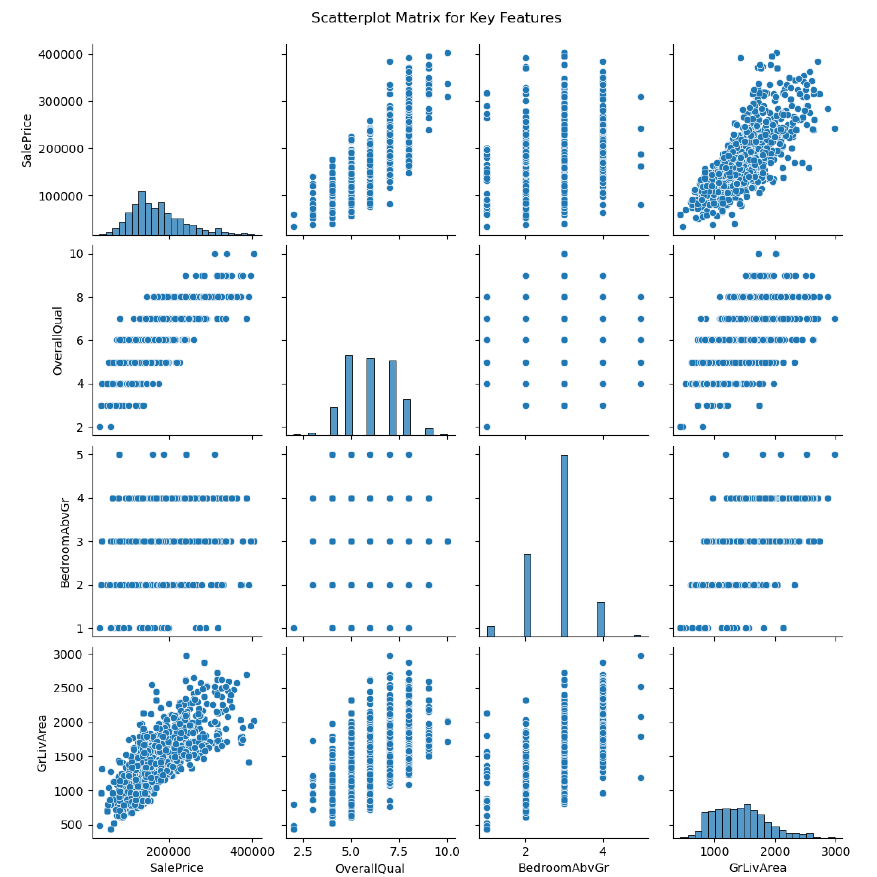 Scatterplot Matrix for Key Features
400000
300000
200000
100000
SalePrice
10
8
6
4
2
OverallQual
5
4
3
2
1
BedroomAbvGr
3000
2500
2000
1500
1000
500
GrLivArea
200000 400000
2.5 5.0 7.5 10.0
2 4
1000 2000 3000
SalePrice
OverallQual
BedroomAbvGr
GrLivArea